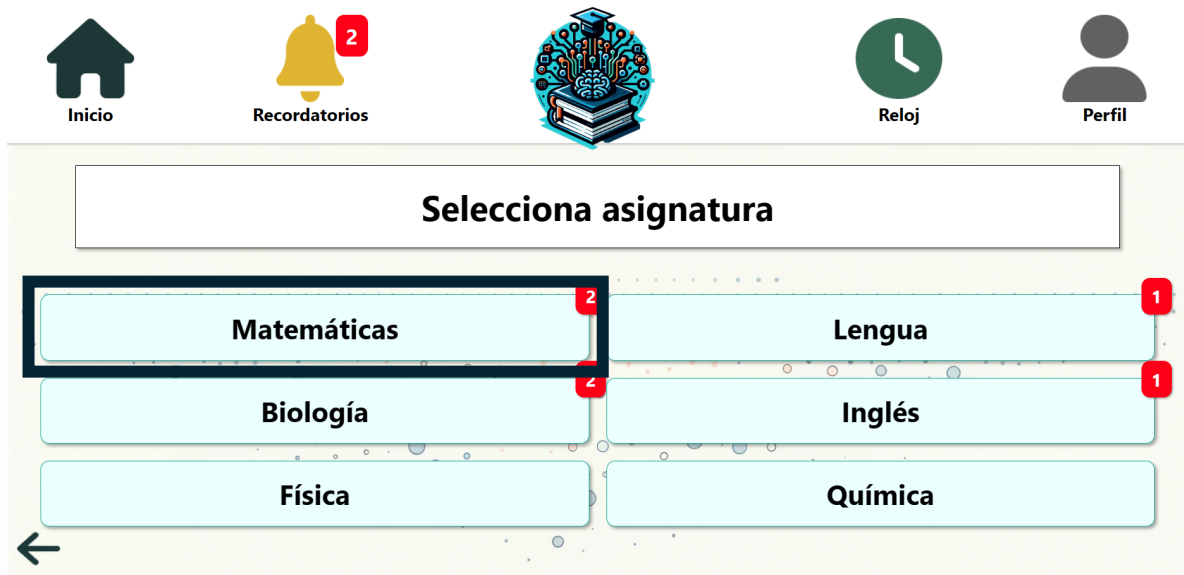 2
Inicio
Recordatorios
Reloj
Perfil
Selecciona asignatura
2
1
Matemáticas
Lengua
2
1
Biología
Inglés
Física
Química